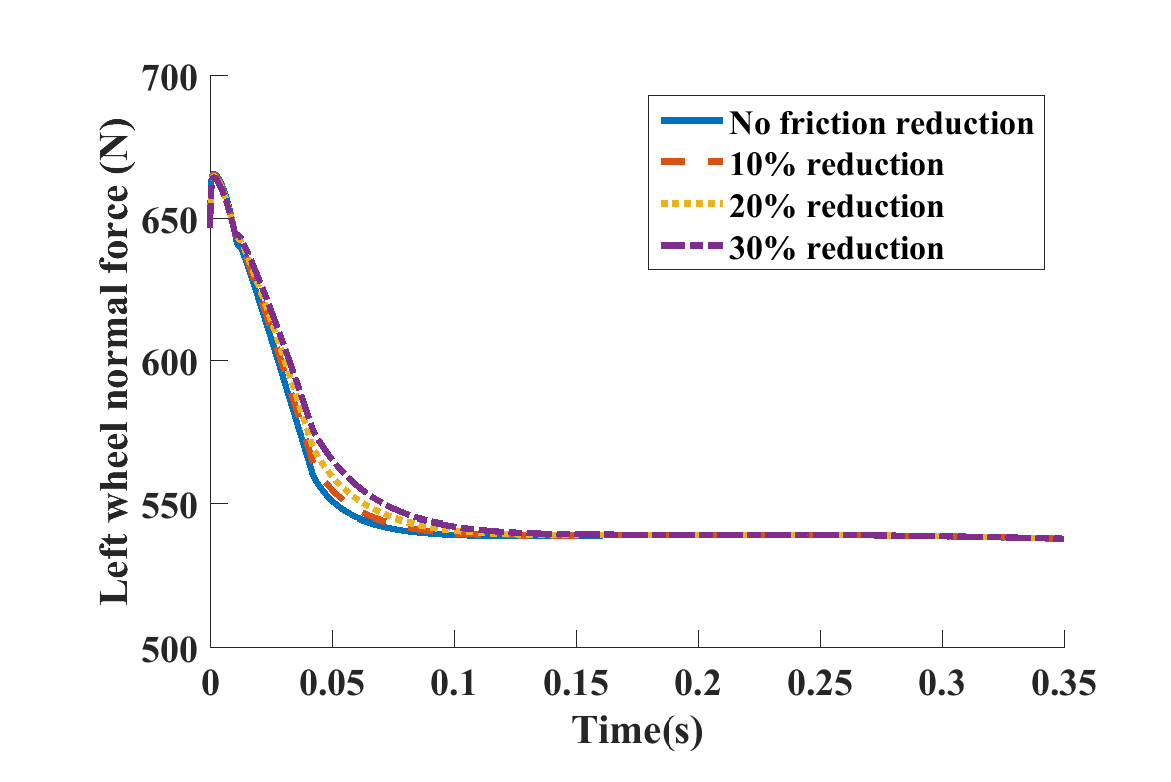 Left wheel normal force (N)
700
650
600
550
500
0 0.05 0.1 0.15 0.2 0.25 0.3 0.35
Time(s)
No friction reduction
10% reduction
20% reduction
30% reduction